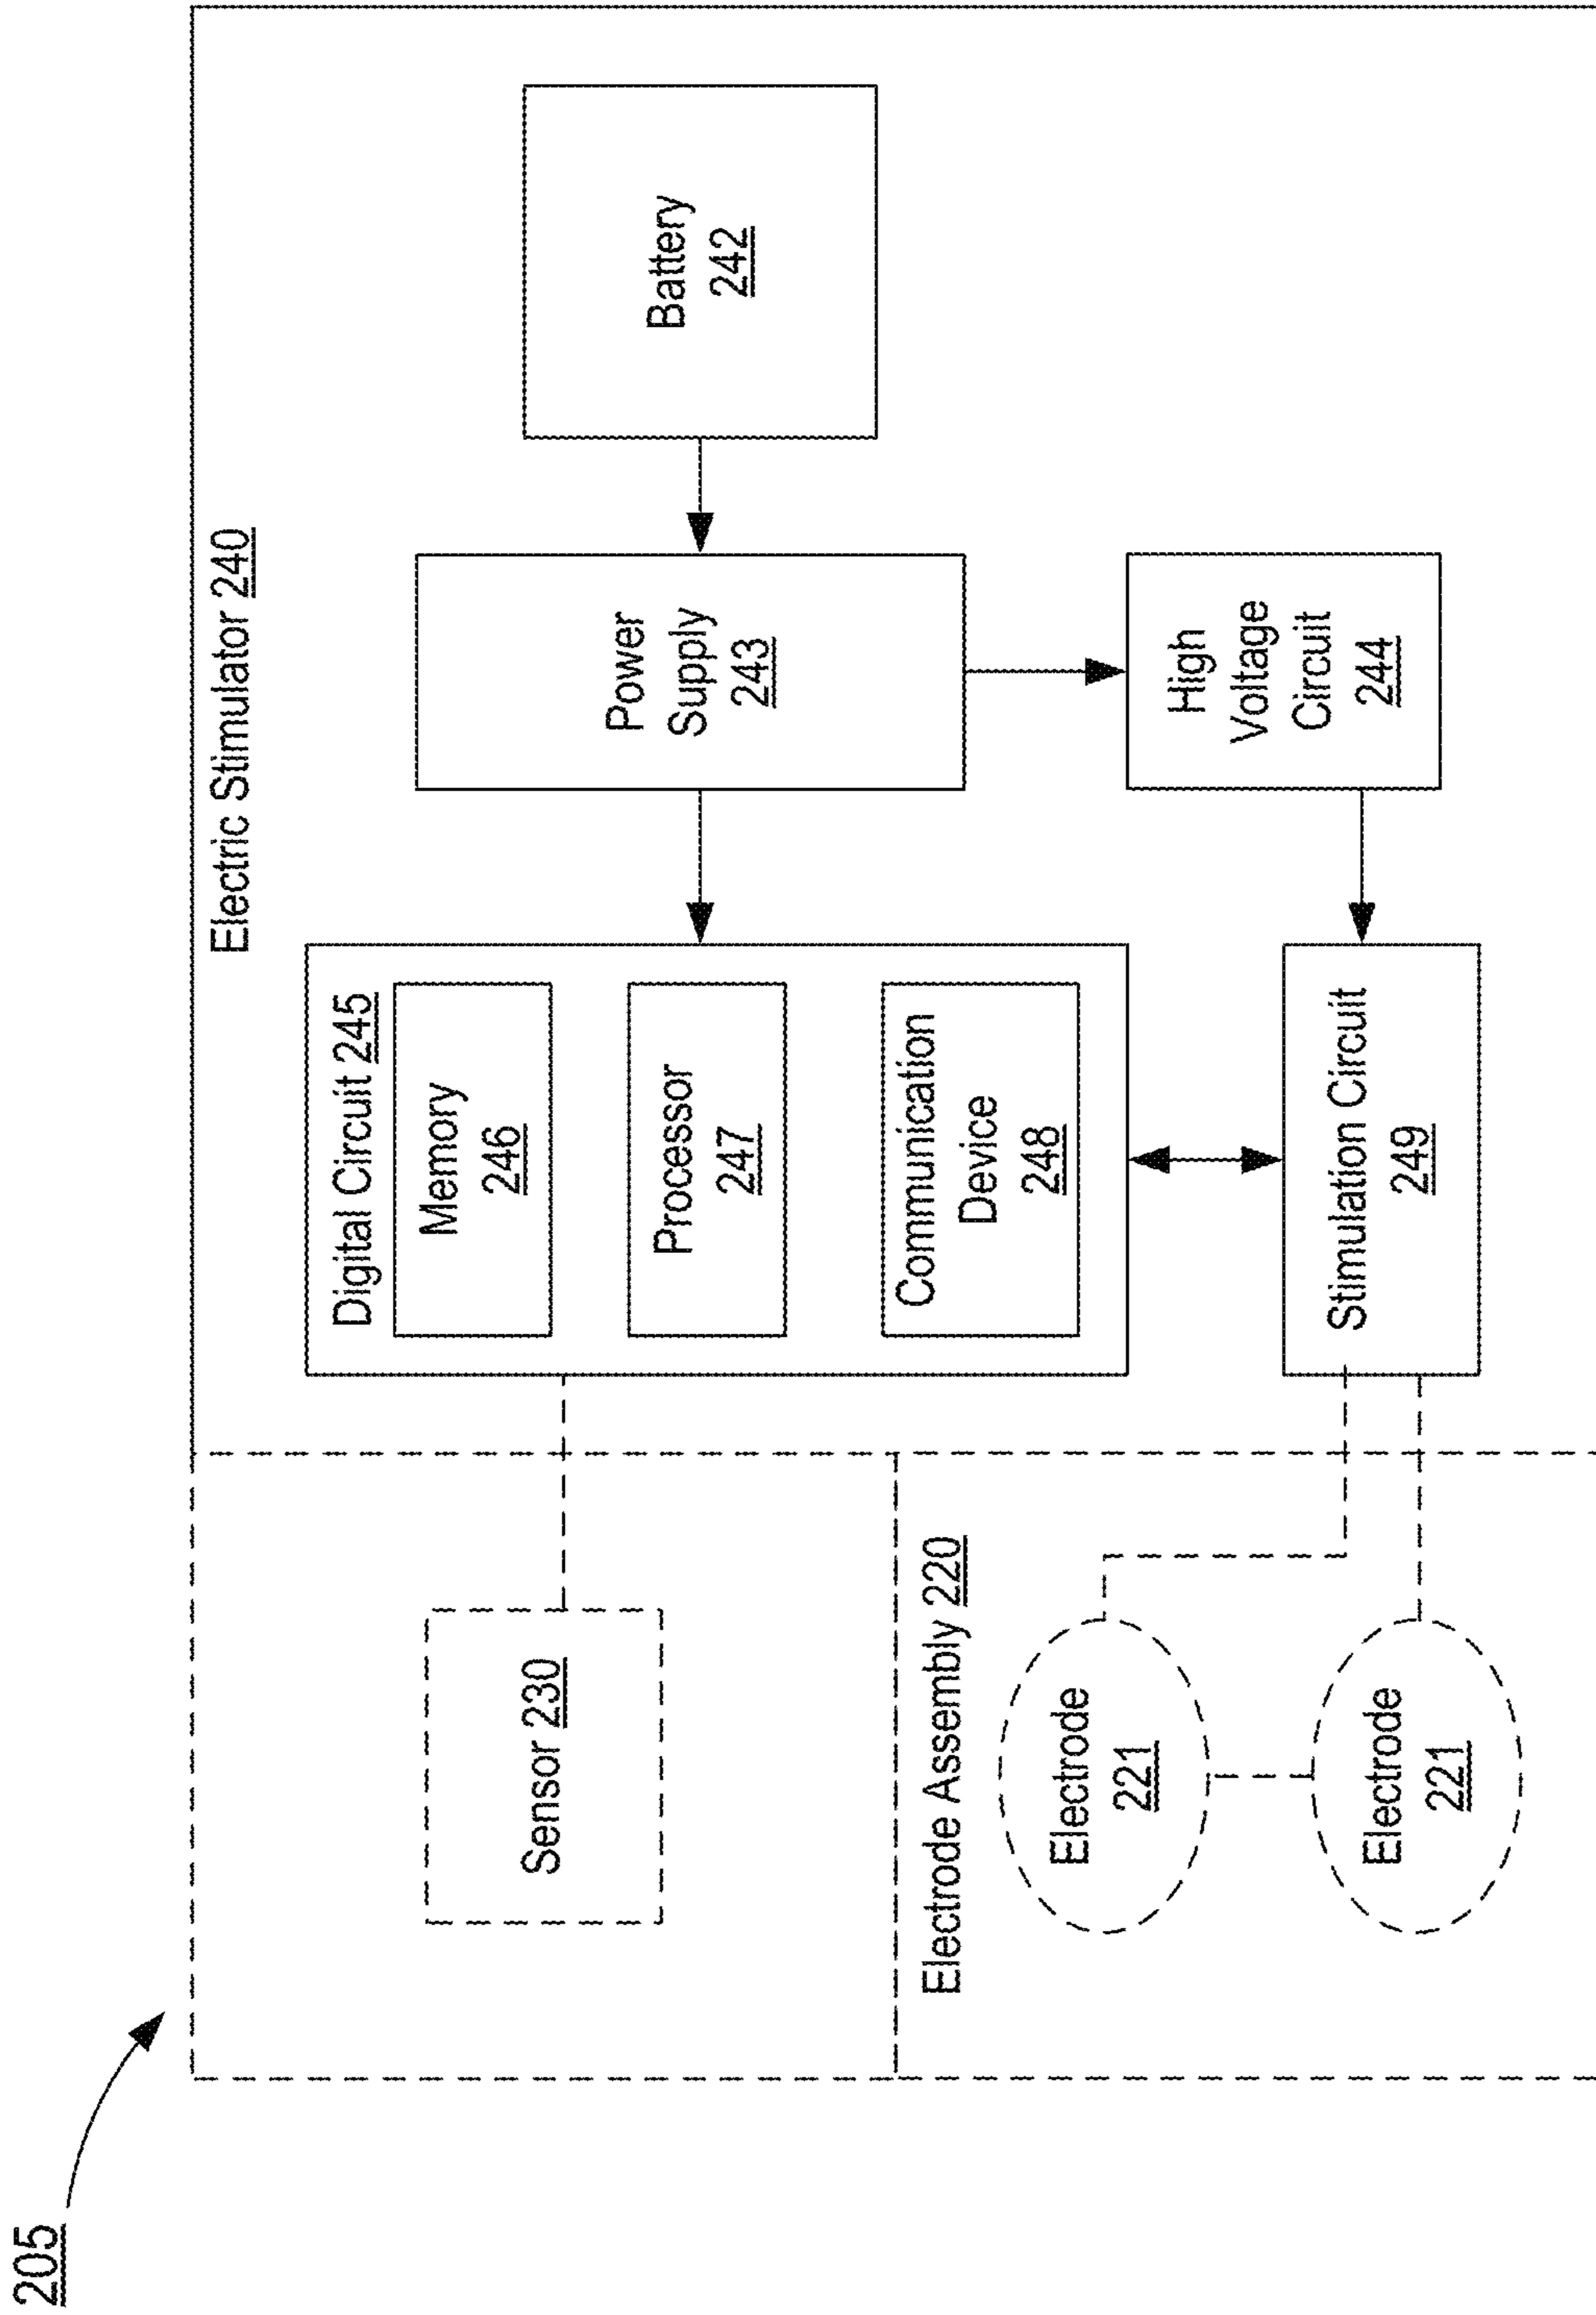 205
Electric Stimulator 240
Sensor 230
Digital Circuit 245
Memory
246
Processor
247
Communication
Device
248
Power
Supply
243
Battery
242
Electrode Assembly 220
Electrode
221
Electrode
221
Stimulation Circuit
249
High
Voltage
Circuit
244